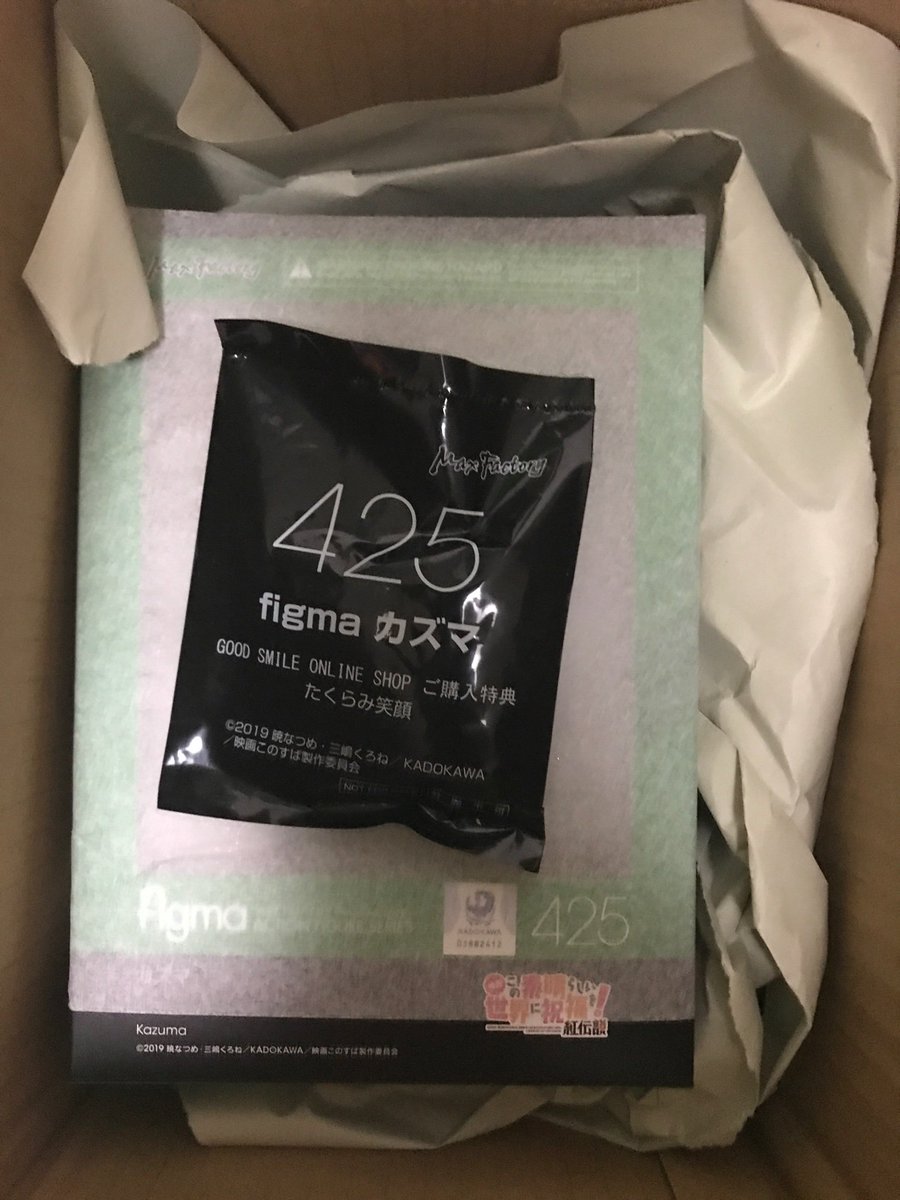 Max Factory
Max Factory
425
figma カズマ
GOOD SMILE ONLINE SHOP ご購入特典
たくらみ笑顔
©2019 暁なつめ・三嶋くろね/KADOKAWA
/映画このすば製作委員会
NOT
figma
KADOKAWA
03882412
425
この素晴らしい
世界に祝福を!
紅伝説
Kazuma
©2019 暁なつめ・三嶋くろね/KADOKAWA/映画このすば製作委員会